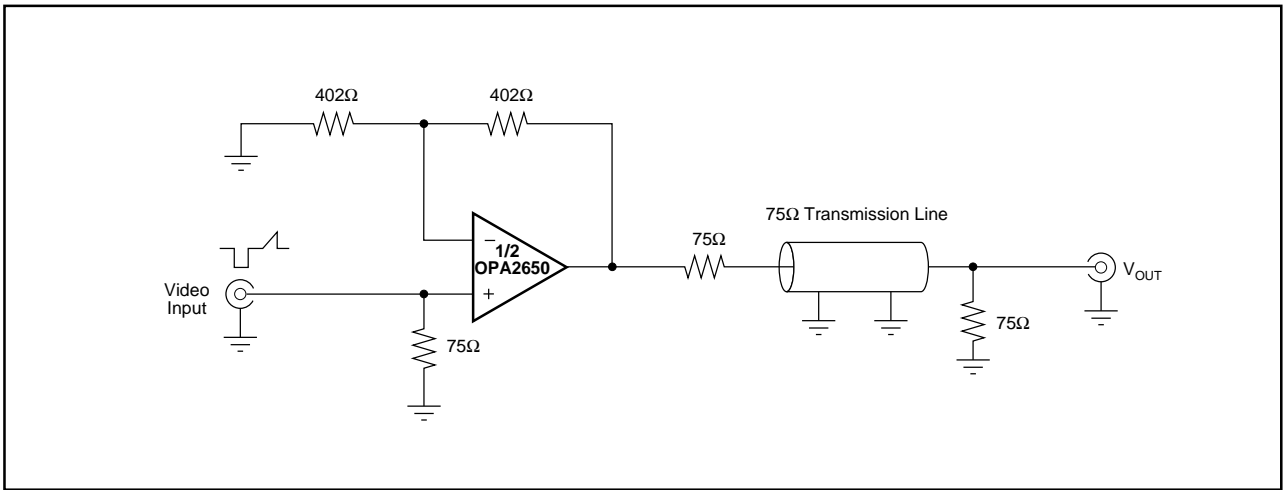 402Ω
402Ω
75Ω Transmission Line
–
1/2
OPA2650
+
75Ω
Video
Input
75Ω
75Ω
V_OUT